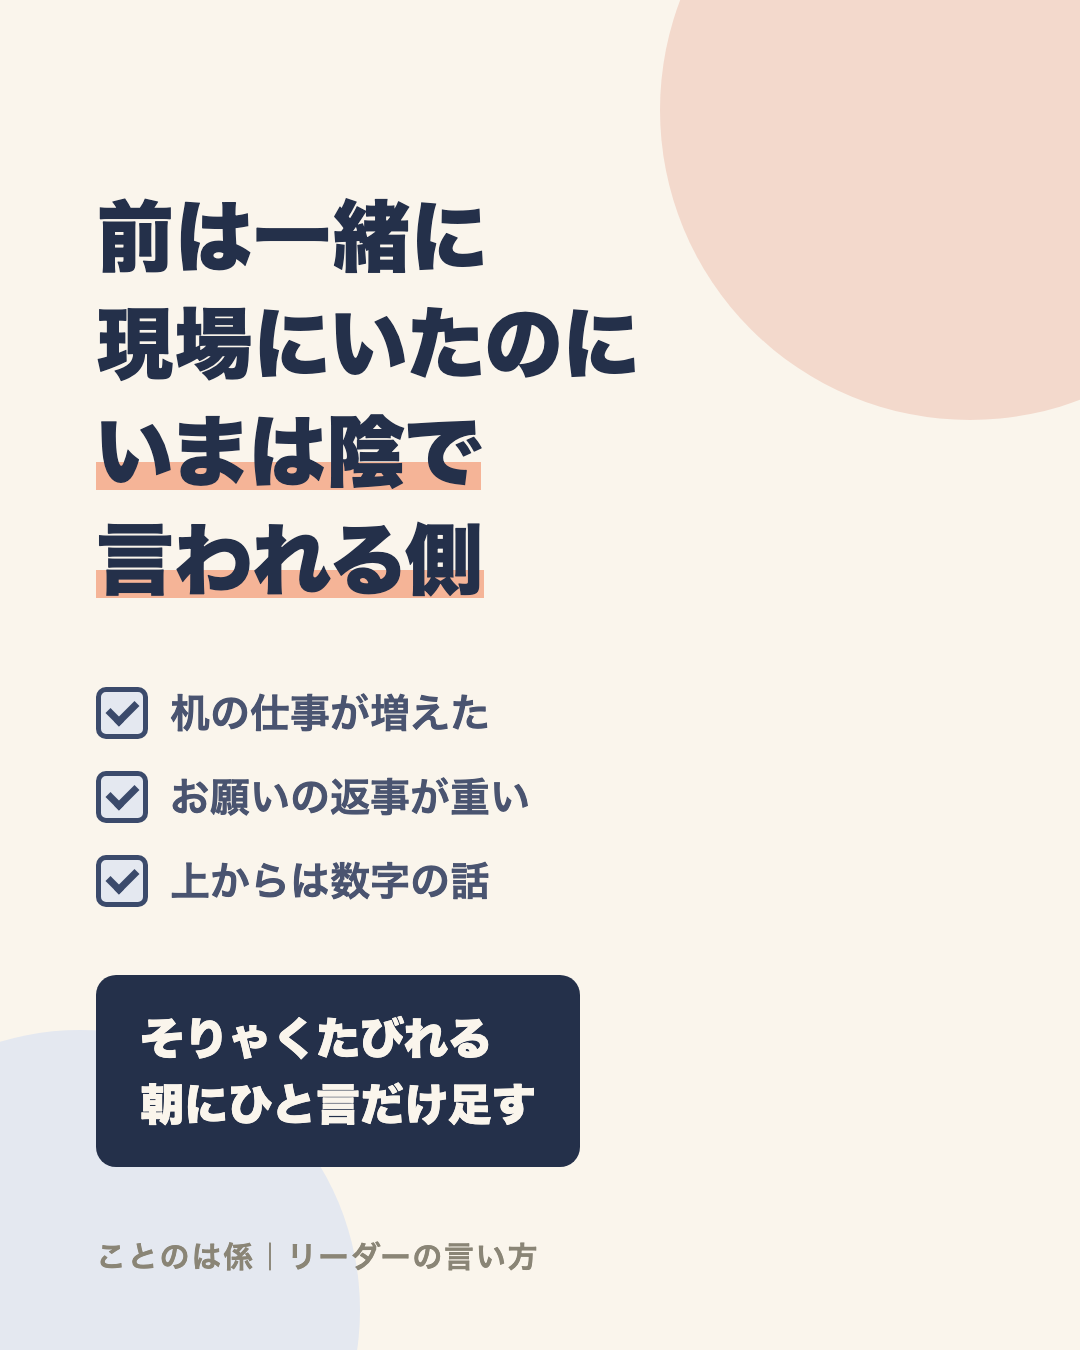 前は一緒に
現場にいたのに
いまは陰で
言われる側
机の仕事が増えた
お願いの返事が重い
上からは数字の話
そりゃくたびれる
朝にひと言だけ足す
ことのは係｜リーダーの言い方